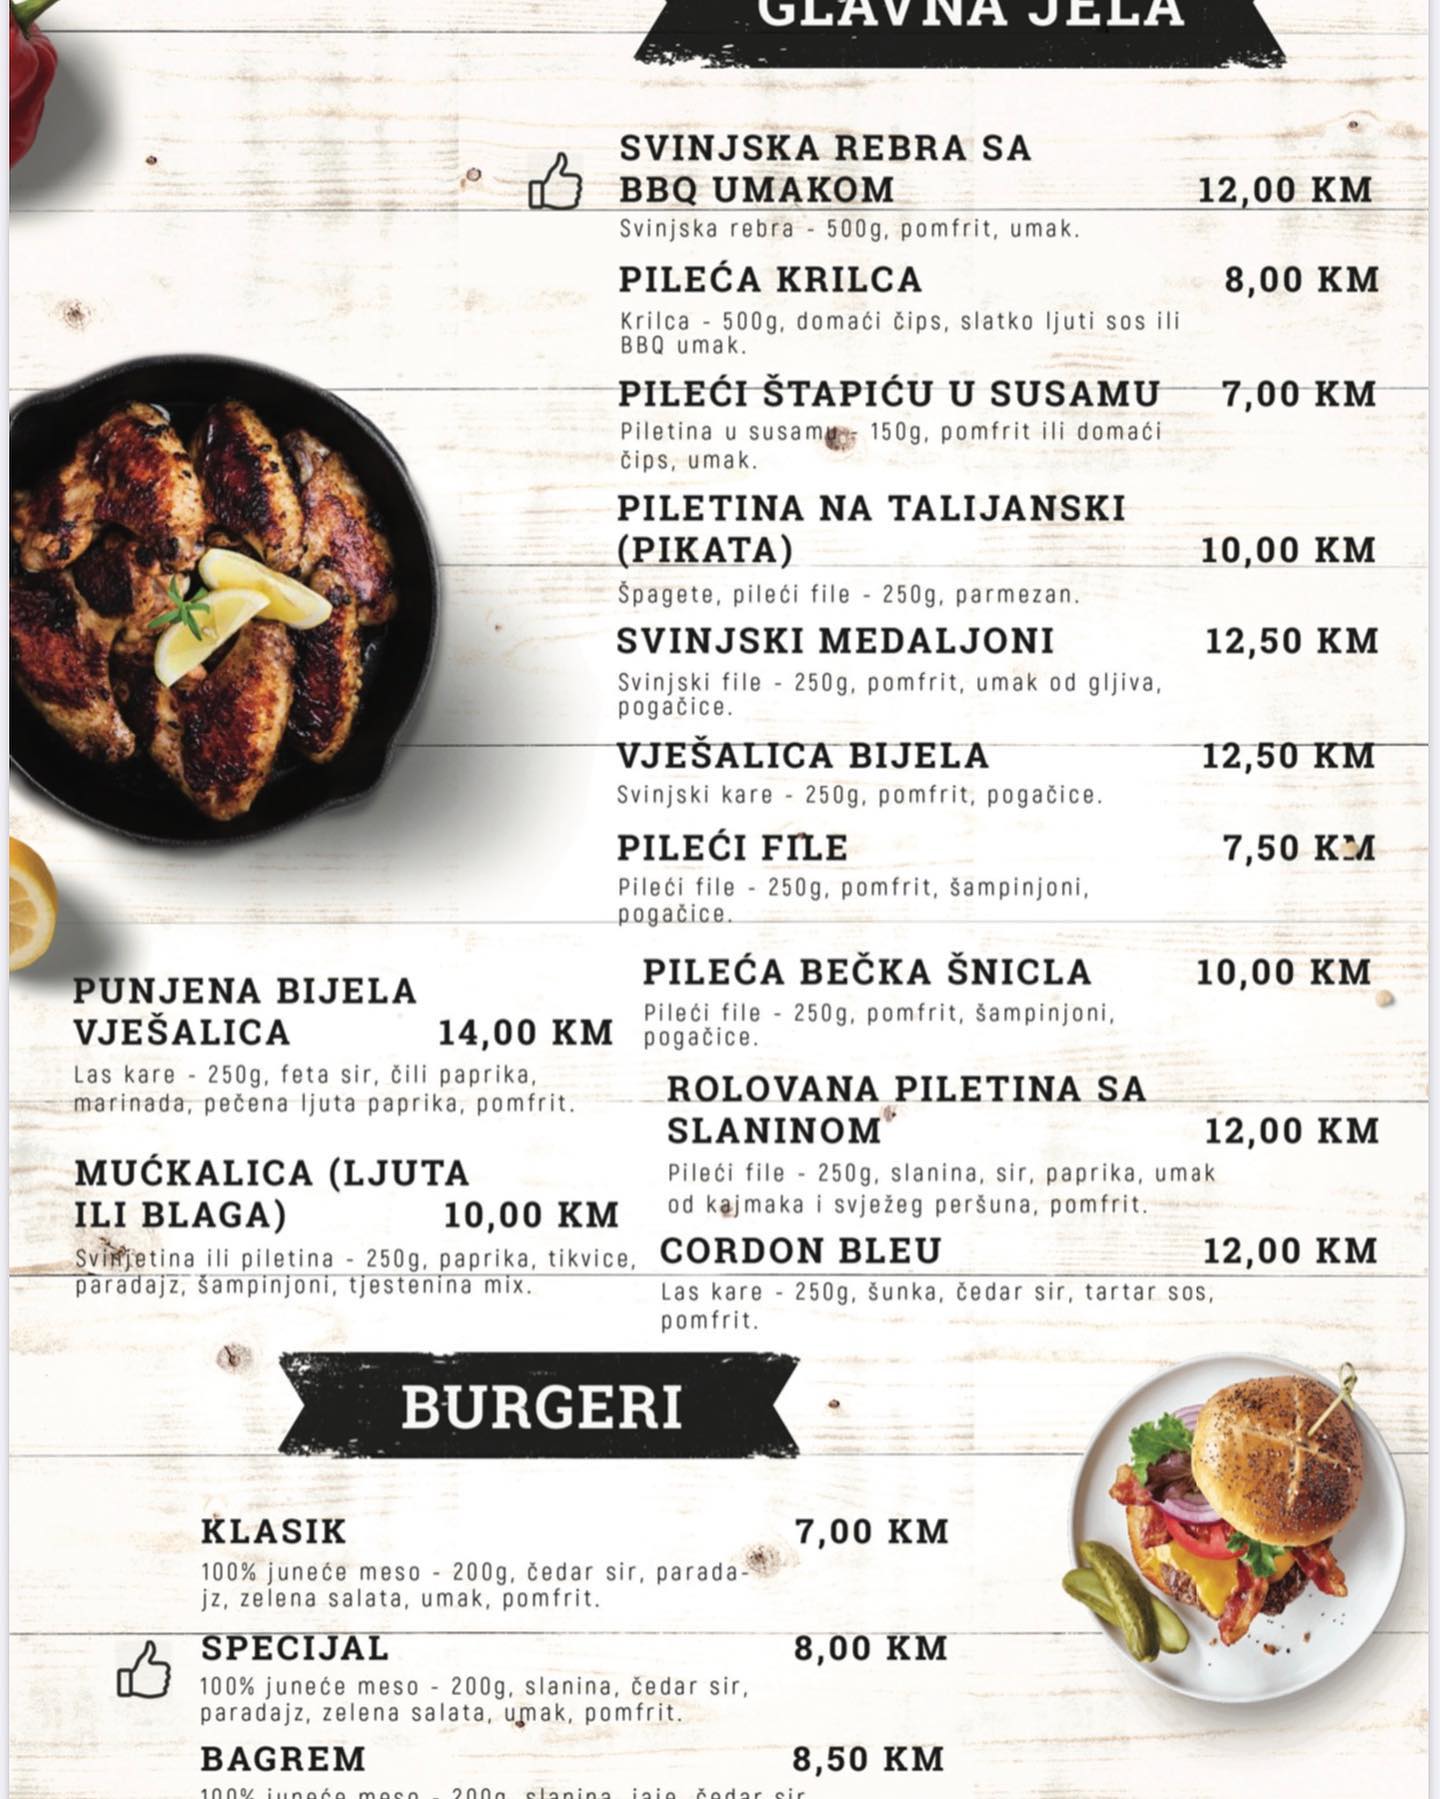 GLAVNA JELA
SVINJSKA REBRA SA
BBQ UMAKOM 12,00 KM
Svinjska rebra - 500g, pomfrit, umak.
PILEĆA KRILCA 8,00 KM
Krilca - 500g, domaći čips, slatko ljuti sos ili
BBQ umak.
PILEĆI ŠTAPIĆU U SUSAMU 7,00 KM
Piletina u susamu - 150g, pomfrit ili domaći
čips, umak.
PILETINA NA TALIJANSKI
(PIKATA) 10,00 KM
Špagete, pileći file - 250g, parmezan.
SVINJSKI MEDALJONI 12,50 KM
Svinjski file - 250g, pomfrit, umak od gljiva,
pogačice.
VJEŠALICA BIJELA 12,50 KM
Svinjski kare - 250g, pomfrit, pogačice.
PILEĆI FILE 7,50 KM
Pileći file - 250g, pomfrit, šampinjoni,
pogačice.
PUNJENA BIJELA
VJEŠALICA 14,00 KM
Las kare - 250g, feta sir, čili paprika,
marinada, pečena ljuta paprika, pomfrit.
MUĆKALICA (LJUTA
ILI BLAGA) 10,00 KM
Svinjetina ili piletina - 250g, paprika, tikvice,
paradajz, šampinjoni, tjestenina mix.
PILEĆA BEČKA ŠNICLA 10,00 KM
Pileći file - 250g, pomfrit, šampinjoni,
pogačice.
ROLOVANA PILETINA SA
SLANINOM 12,00 KM
Pileći file - 250g, slanina, sir, paprika, umak
od kajmaka i svježeg peršuna, pomfrit.
CORDON BLEU 12,00 KM
Las kare - 250g, šunka, čedar sir, tartar sos,
pomfrit.
BURGERI
KLASIK 7,00 KM
100% juneće meso - 200g, čedar sir, parada-
jz, zelena salata, umak, pomfrit.
SPECIJAL 8,00 KM
100% juneće meso - 200g, slanina, čedar sir,
paradajz, zelena salata, umak, pomfrit.
BAGREM 8,50 KM
100% juneće meso - 200g, slanina, jaje, čedar sir,